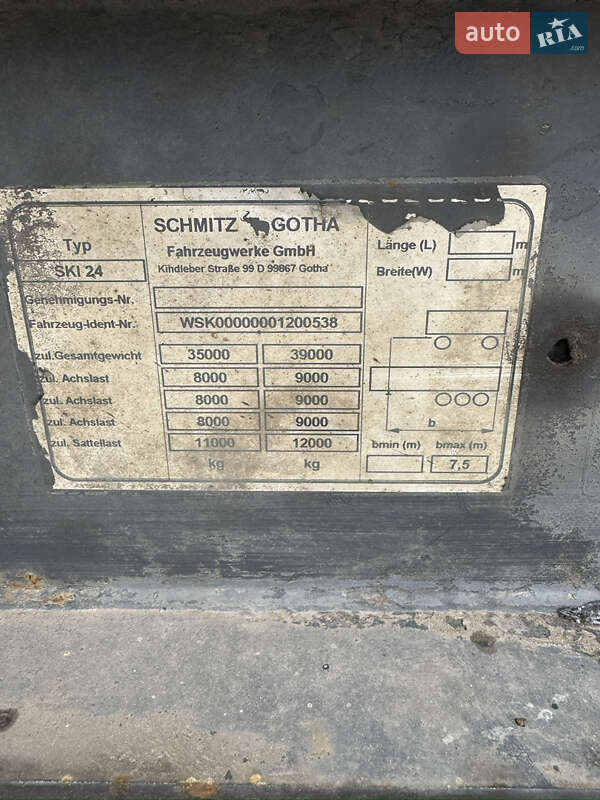 auto RIA .com
SCHMITZ GOTHA
Fahrzeugwerke GmbH
Kindleber Straße 99 D 99867 Gotha
Typ
SKI 24
Länge (L) m
Breite(W) m
Genehmigungs-Nr.
Fahrzeug-Ident-Nr. WSK00000001200538
zul.Gesamtgewicht 35000 39000
zul. Achslast 8000 9000
zul. Achslast 8000 9000
zul. Achslast 8000 9000
zul. Sattellast 11000 12000
kg kg
b
bmin (m) bmax (m)
7,5